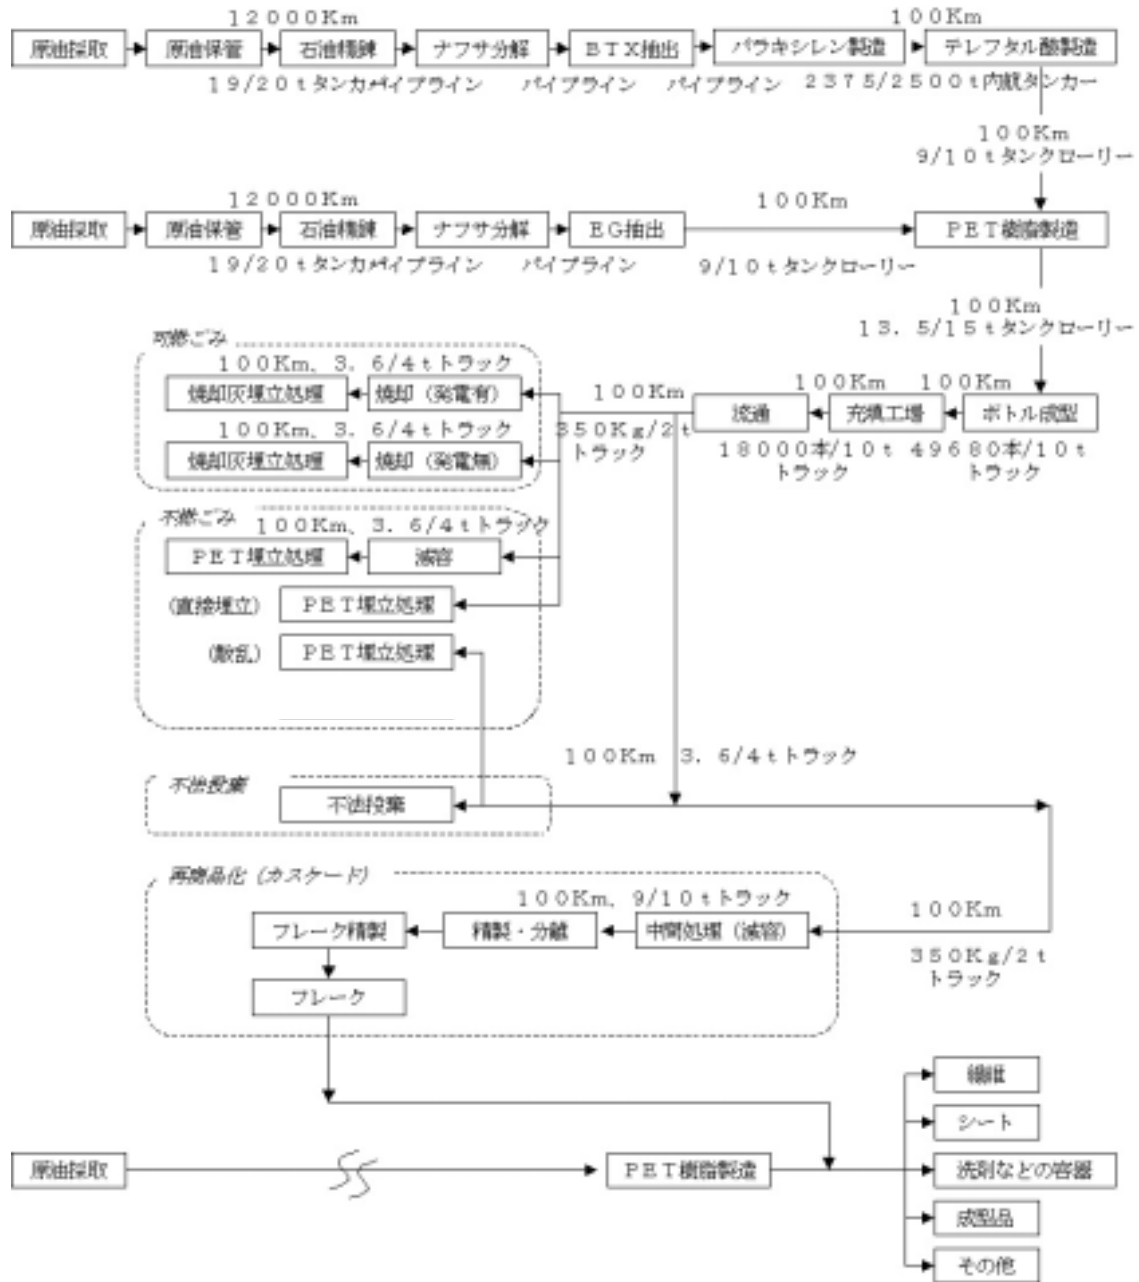 12000Km
100Km
原油採取 原油保管 石油精錬 ナフサ分解 BTX抽出 パラキシレン製造 テレフタル酸製造
19/20tタンカ パイプライン パイプライン パイプライン 2375/2500t内航タンカー
100Km
9/10tタンクローリー
12000Km
100Km
原油採取 原油保管 石油精錬 ナフサ分解 EG抽出 PET樹脂製造
19/20tタンカ パイプライン パイプライン 9/10tタンクローリー
100Km
13.5/15tタンクローリー
可燃ごみ
100Km、3.6/4tトラック
焼却灰埋立処理 焼却(発電有)
100Km、3.6/4tトラック
焼却灰埋立処理 焼却(発電無)
100Km
350Kg/2t
トラック
100Km 100Km
流通 充填工場 ボトル成型
18000本/10t 49680本/10t
トラック トラック
不燃ごみ
100Km、3.6/4tトラック
PET埋立処理 減容
(直接埋立) PET埋立処理
(散乱) PET埋立処理
100Km 3.6/4tトラック
不法投棄
不法投棄
再商品化(カスケード)
100Km、9/10tトラック
フレーク精製 精製・分離 中間処理(減容)
100Km
350Kg/2t
トラック
フレーク
繊維
シート
原油採取 PET樹脂製造 洗剤などの容器
成型品
その他